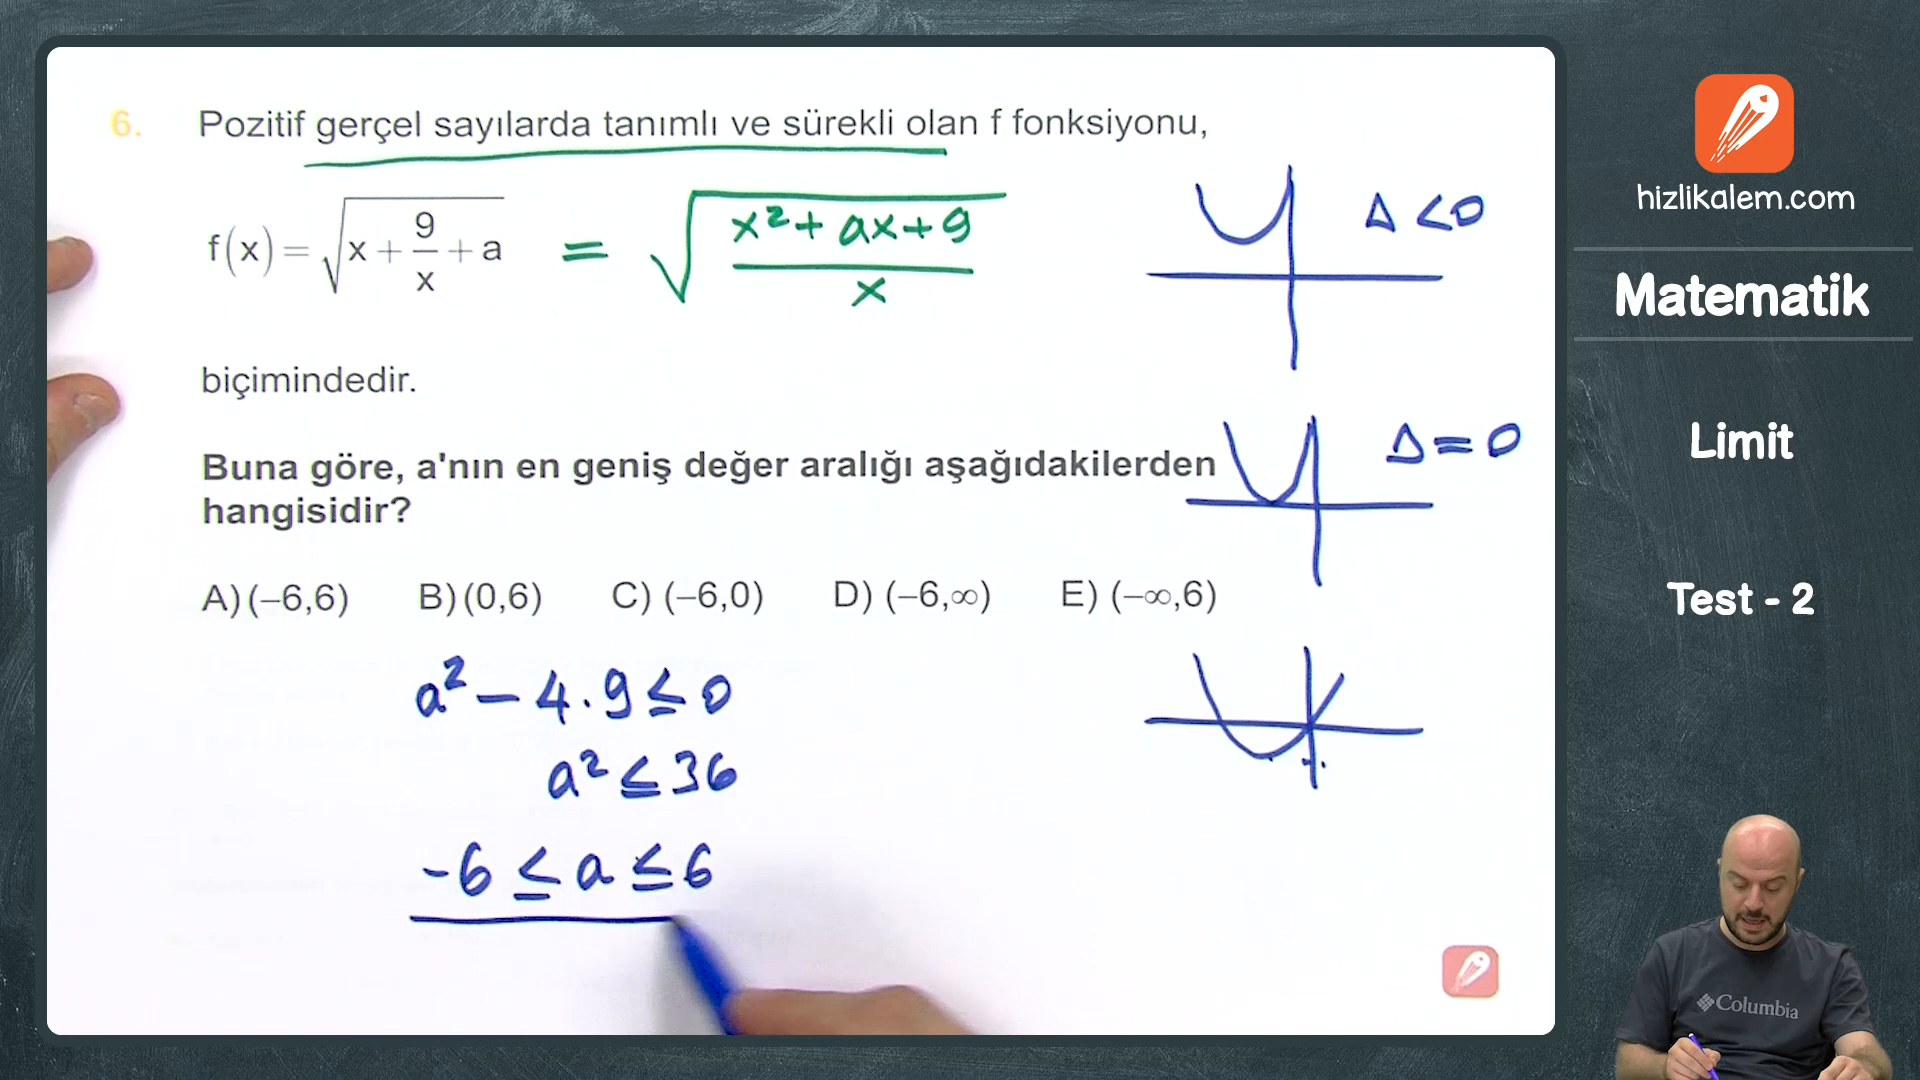 6. Pozitif gerçel sayılarda tanımlı ve sürekli olan f fonksiyonu,
f(x) = √(x + 9/x + a) = √((x² + ax + 9)/x)
Δ < 0
biçimindedir.
Δ = 0
Buna göre, a'nın en geniş değer aralığı aşağıdakilerden
hangisidir?
A) (–6,6) B) (0,6) C) (–6,0) D) (–6,∞) E) (–∞,6)
a² – 4 . 9 ≤ 0
a² ≤ 36
-6 ≤ a ≤ 6
hizlikalem.com
Matematik
Limit
Test - 2
Columbia